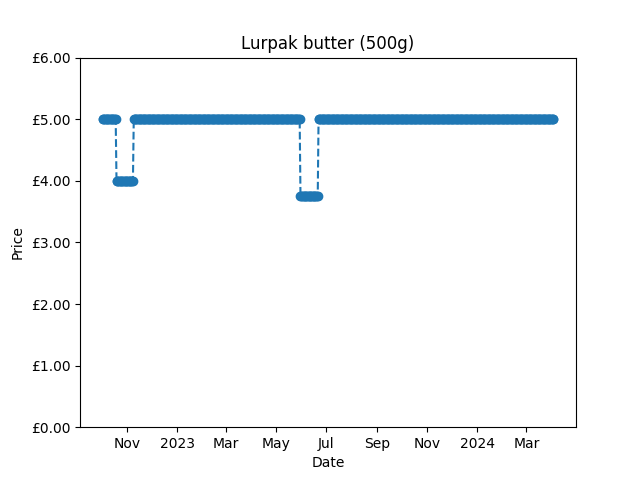 Lurpak butter (500g)
£6.00
£5.00
£4.00
£3.00
£2.00
£1.00
£0.00
Price
Nov 2023 Mar May Jul Sep Nov 2024 Mar
Date